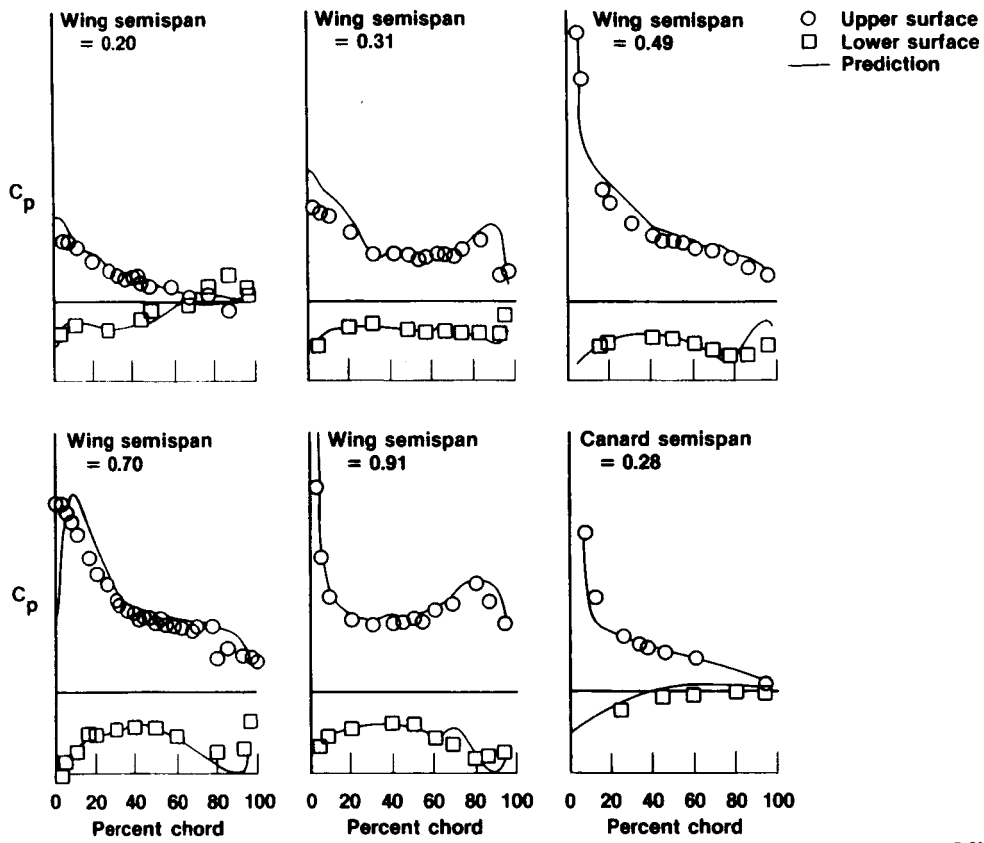 Wing semispan
= 0.20
Wing semispan
= 0.31
Wing semispan
= 0.49
Upper surface
Lower surface
Prediction
Cp
Wing semispan
= 0.70
Wing semispan
= 0.91
Canard semispan
= 0.28
Cp
0 20 40 60 80 100
Percent chord
0 20 40 60 80 100
Percent chord
0 20 40 60 80 100
Percent chord